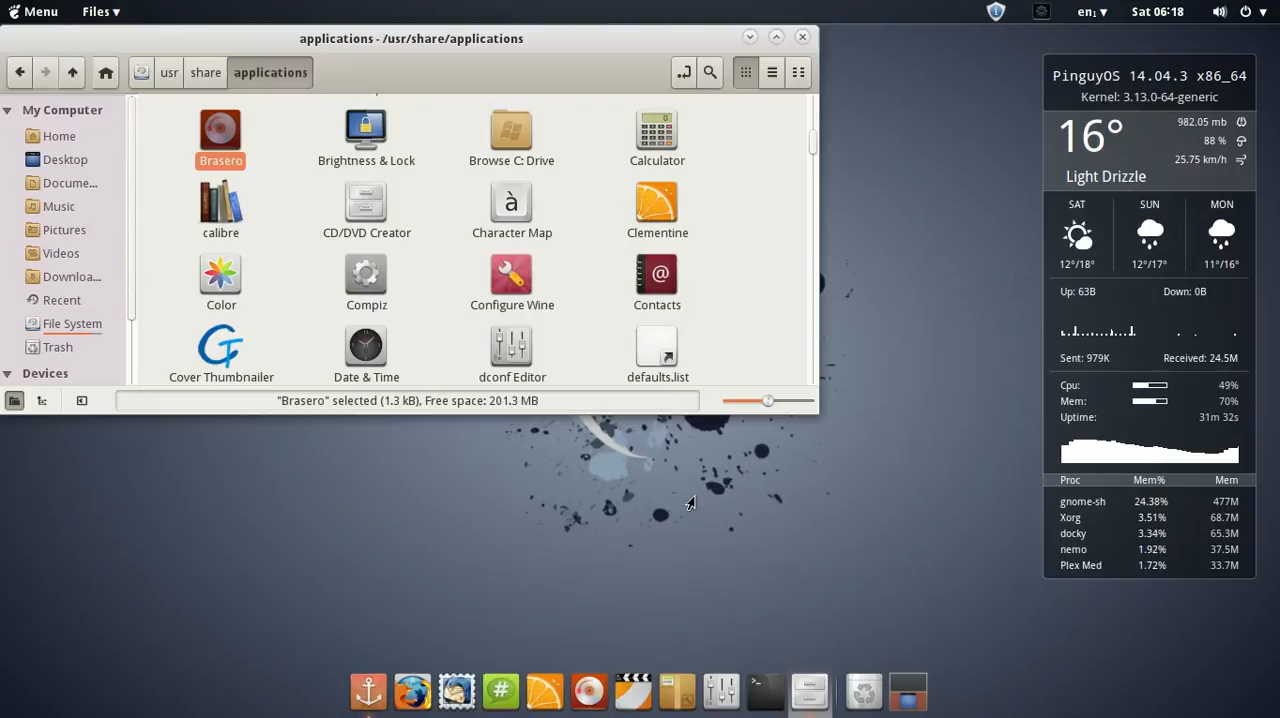 Menu Files ▾ en₁ ▾ Sat 06:18
applications - /usr/share/applications
usr share applications
My Computer
Home
Desktop
Docume...
Music
Pictures
Videos
Downloa...
Recent
File System
Trash
Devices
Brasero Brightness & Lock Browse C: Drive Calculator
calibre CD/DVD Creator Character Map Clementine
Color Compiz Configure Wine Contacts
Cover Thumbnailer Date & Time dconf Editor defaults.list
"Brasero" selected (1.3 kB), Free space: 201.3 MB
PinguyOS 14.04.3 x86_64
Kernel: 3.13.0-64-generic
16° 982.05 mb
88 %
25.75 km/h
Light Drizzle
SAT SUN MON
12°/18° 12°/17° 11°/16°
Up: 63B Down: 0B
Sent: 979K Received: 24.5M
Cpu: 49%
Mem: 70%
Uptime: 31m 32s
Proc Mem% Mem
gnome-sh 24.38% 477M
Xorg 3.51% 68.7M
docky 3.34% 65.3M
nemo 1.92% 37.5M
Plex Med 1.72% 33.7M